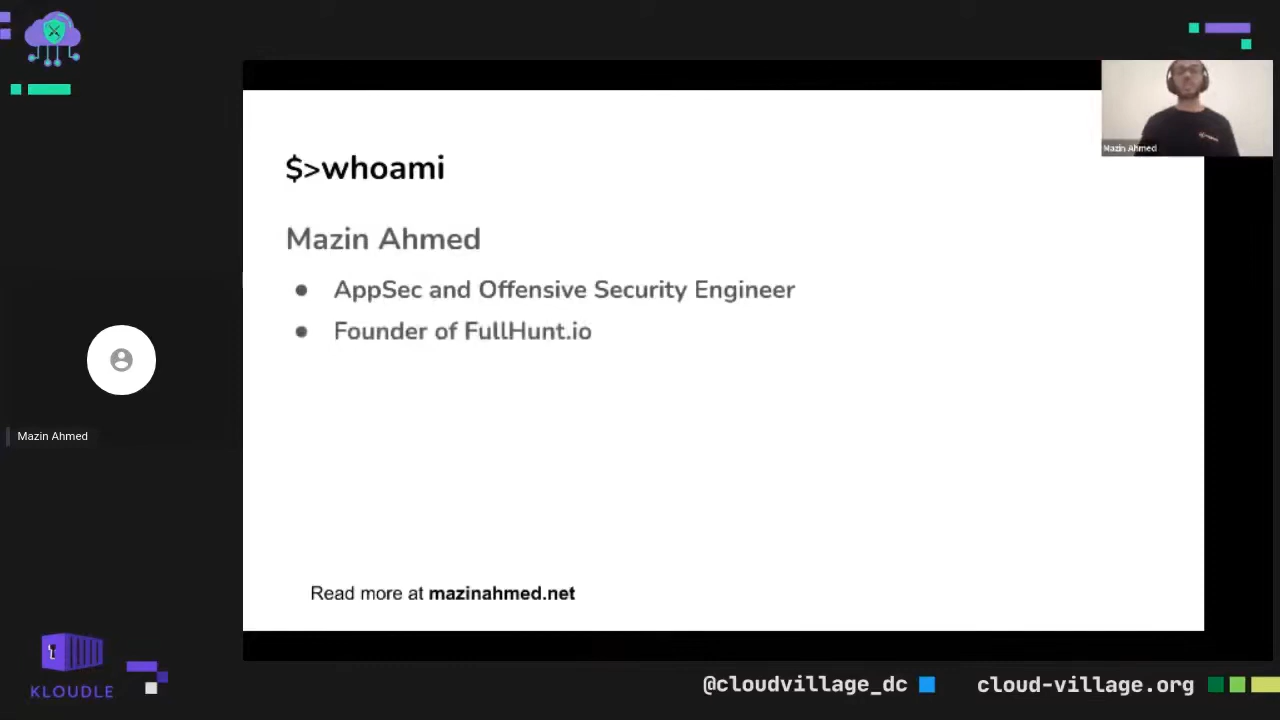 Mazin Ahmed
$>whoami
Mazin Ahmed
● AppSec and Offensive Security Engineer
● Founder of FullHunt.io
Mazin Ahmed
Read more at mazinahmed.net
KLOUDLE
@cloudvillage_dc
cloud-village.org